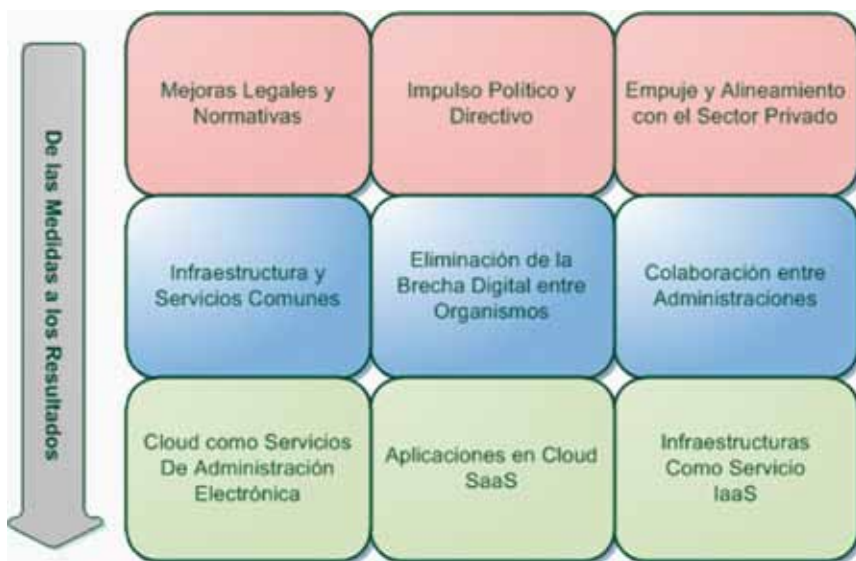 De las Medidas a los Resultados
Mejoras Legales y
Normativas
Impulso Político y
Directivo
Empuje y Alineamiento
con el Sector Privado
Infraestructura y
Servicios Comunes
Eliminación de la
Brecha Digital entre
Organismos
Colaboración entre
Administraciones
Cloud como Servicios
De Administración
Electrónica
Aplicaciones en Cloud
SaaS
Infraestructuras
Como Servicio
IaaS